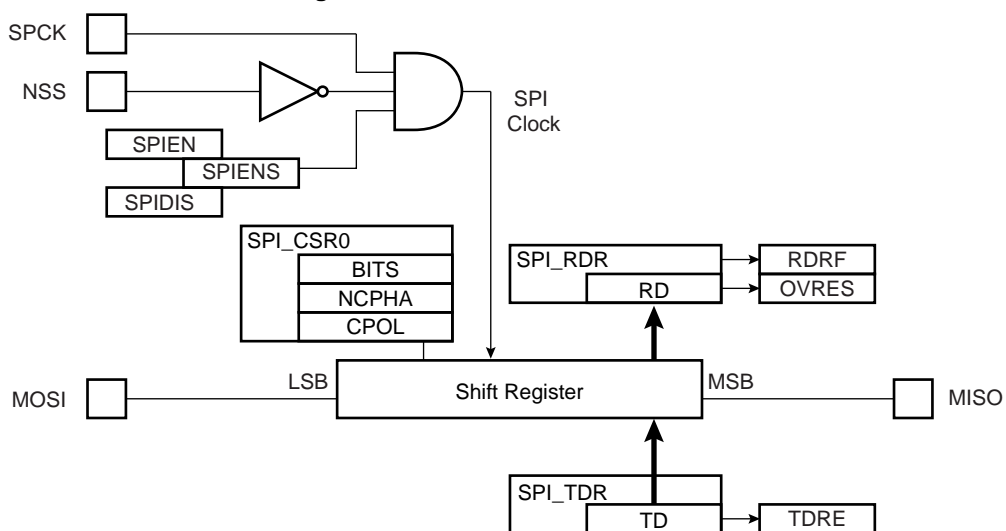 SPCK
NSS
SPI
Clock
SPIEN
SPIENS
SPIDIS
SPI_CSR0
BITS
NCPHA
CPOL
SPI_RDR
RD
RDRF
OVRES
MOSI
LSB
Shift Register
MSB
MISO
SPI_TDR
TD
TDRE